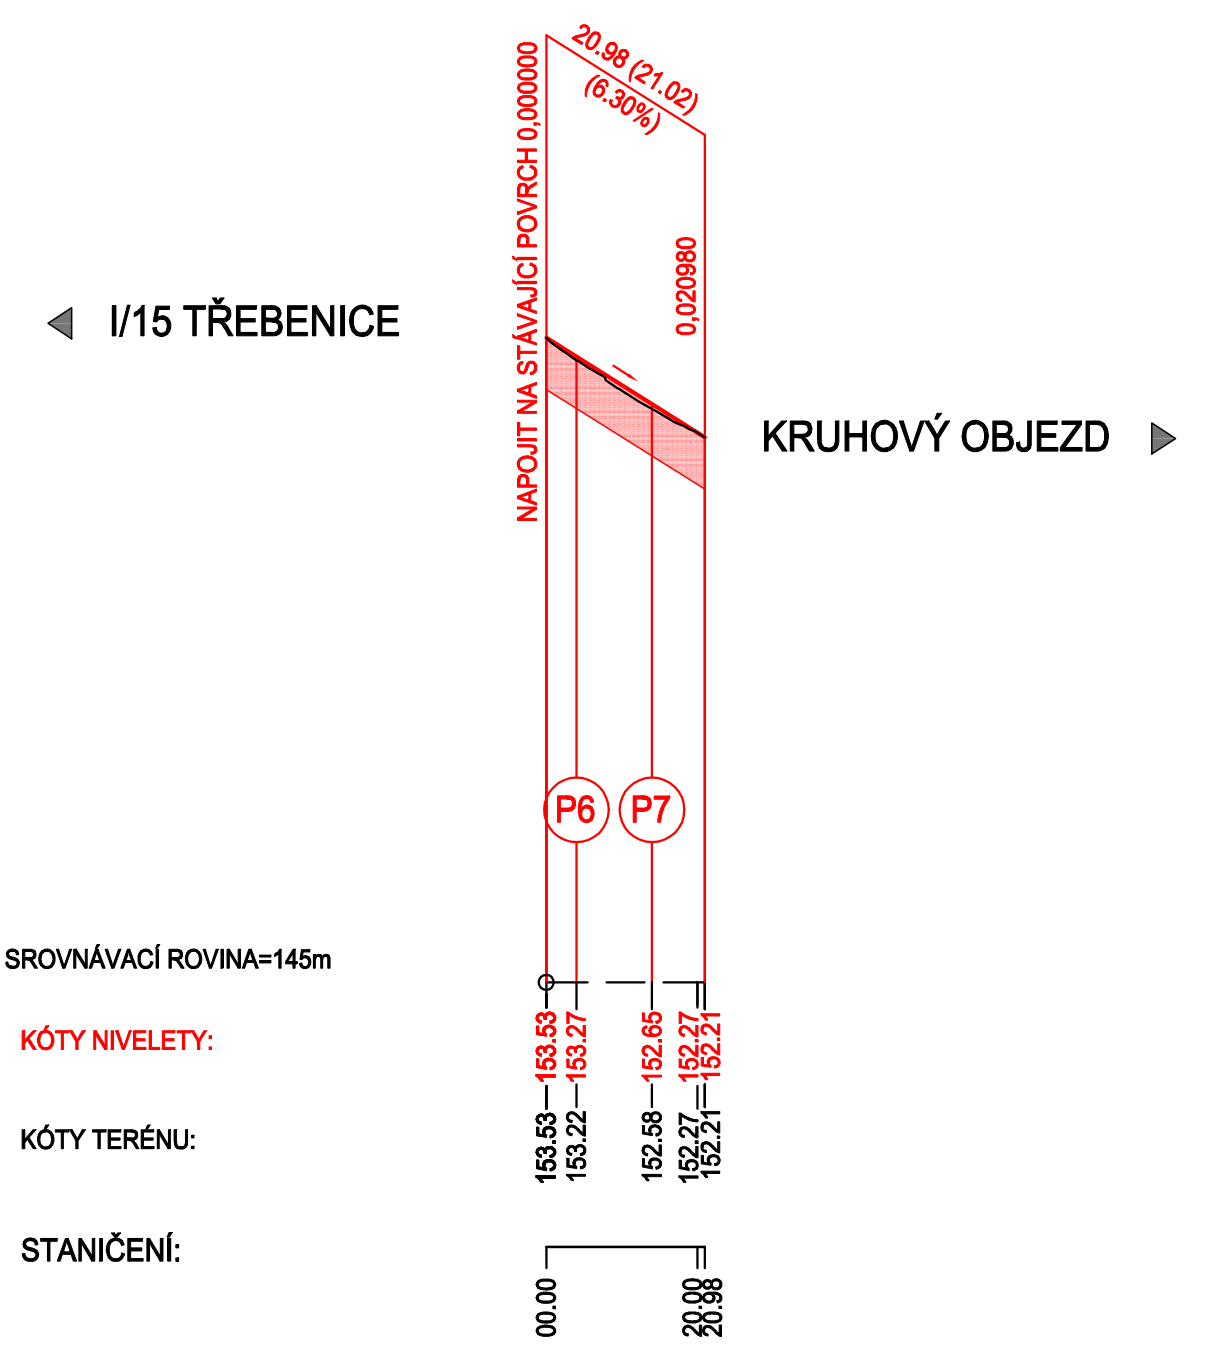 20.98 (21.02)
(6.30%)
NAPOJIT NA STÁVAJÍCÍ POVRCH 0,000000
0,020980
I/15 TŘEBENICE
KRUHOVÝ OBJEZD
P6
P7
SROVNÁVACÍ ROVINA=145m
KÓTY NIVELETY:
153.53
153.27
152.65
152.27
152.21
KÓTY TERÉNU:
153.53
153.22
152.58
152.27
152.21
STANIČENÍ:
00.00
20.00
20.98